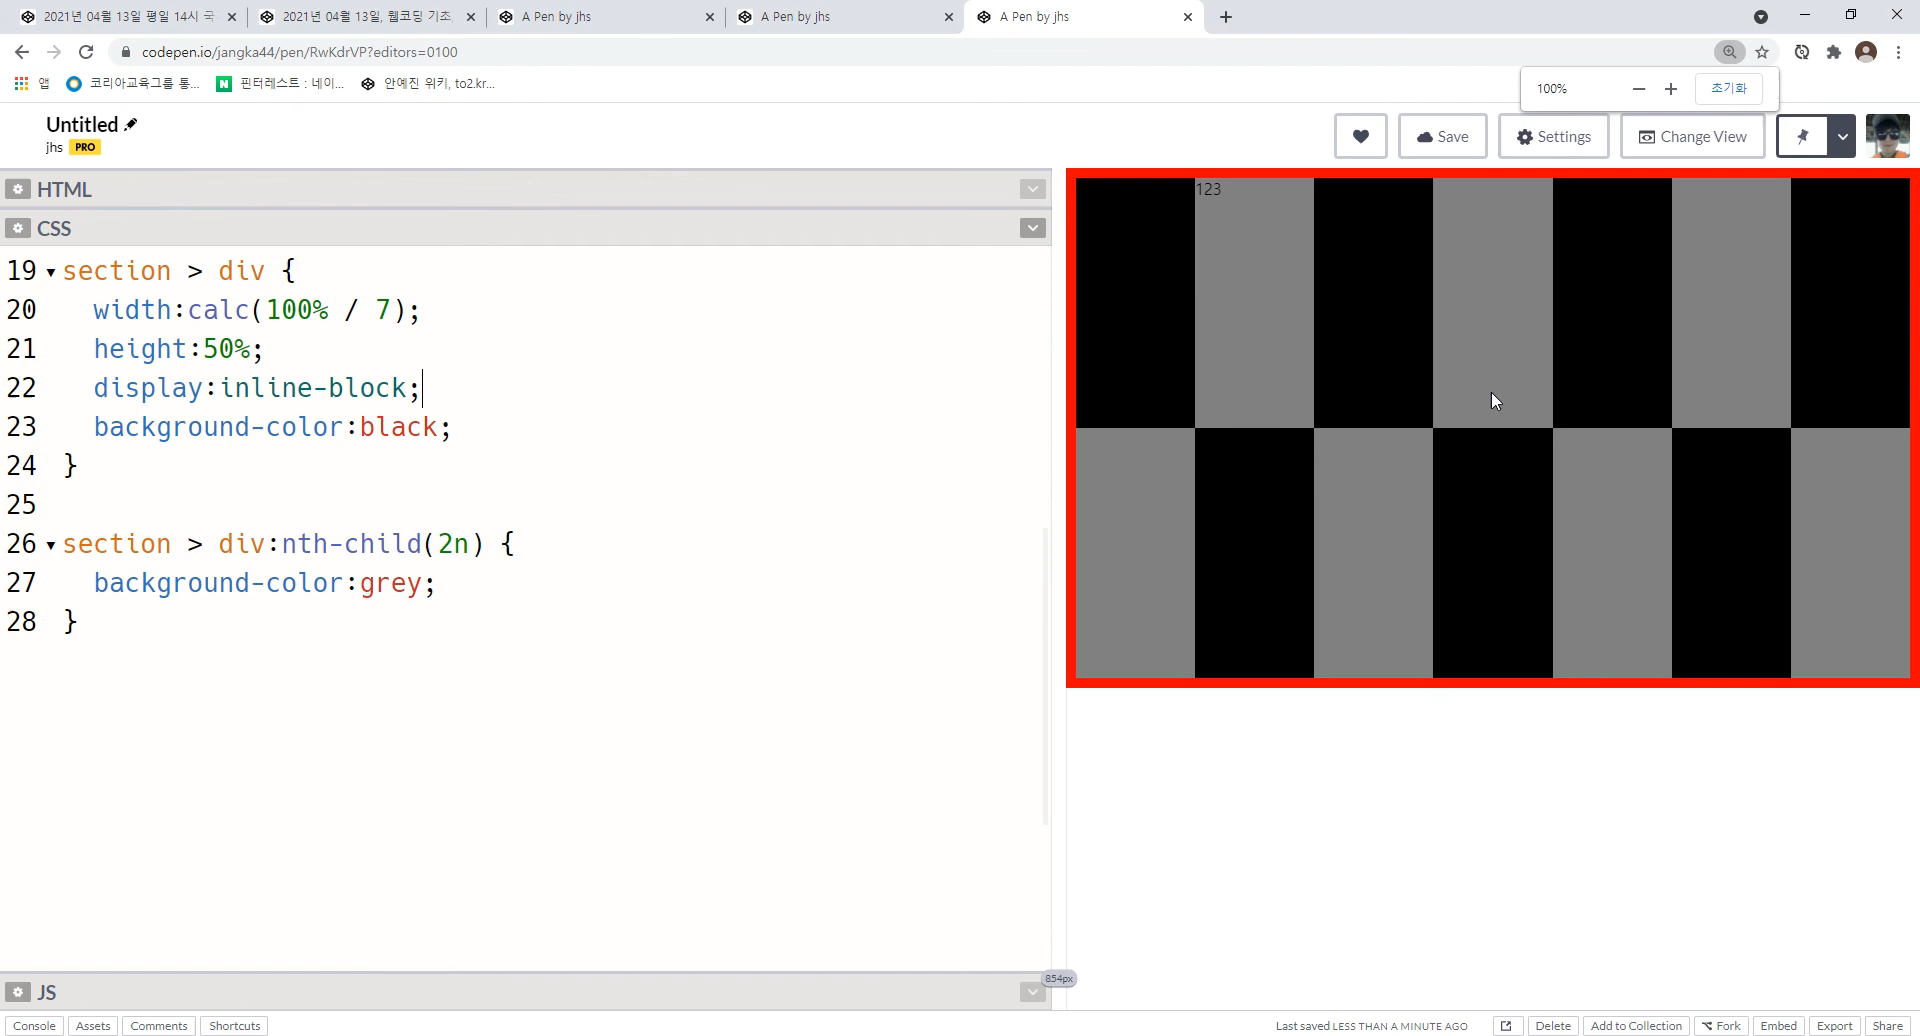 2021년 04월 13일 평일 14시 국
2021년 04월 13일, 웹코딩 기초,
A Pen by jhs
A Pen by jhs
A Pen by jhs
codepen.io/jangka44/pen/RwKdrVP?editors=0100
앱
코리아교육그룹 통...
핀터레스트 : 네이...
안예진 위키, to2.kr...
100%
초기화
Untitled
jhs PRO
Save
Settings
Change View
HTML
CSS
19 section > div {
20 width:calc(100% / 7);
21 height:50%;
22 display:inline-block;
23 background-color:black;
24 }
25
26 section > div:nth-child(2n) {
27 background-color:grey;
28 }
123
854px
JS
Console Assets Comments Shortcuts
Last saved LESS THAN A MINUTE AGO
Delete Add to Collection Fork Embed Export Share